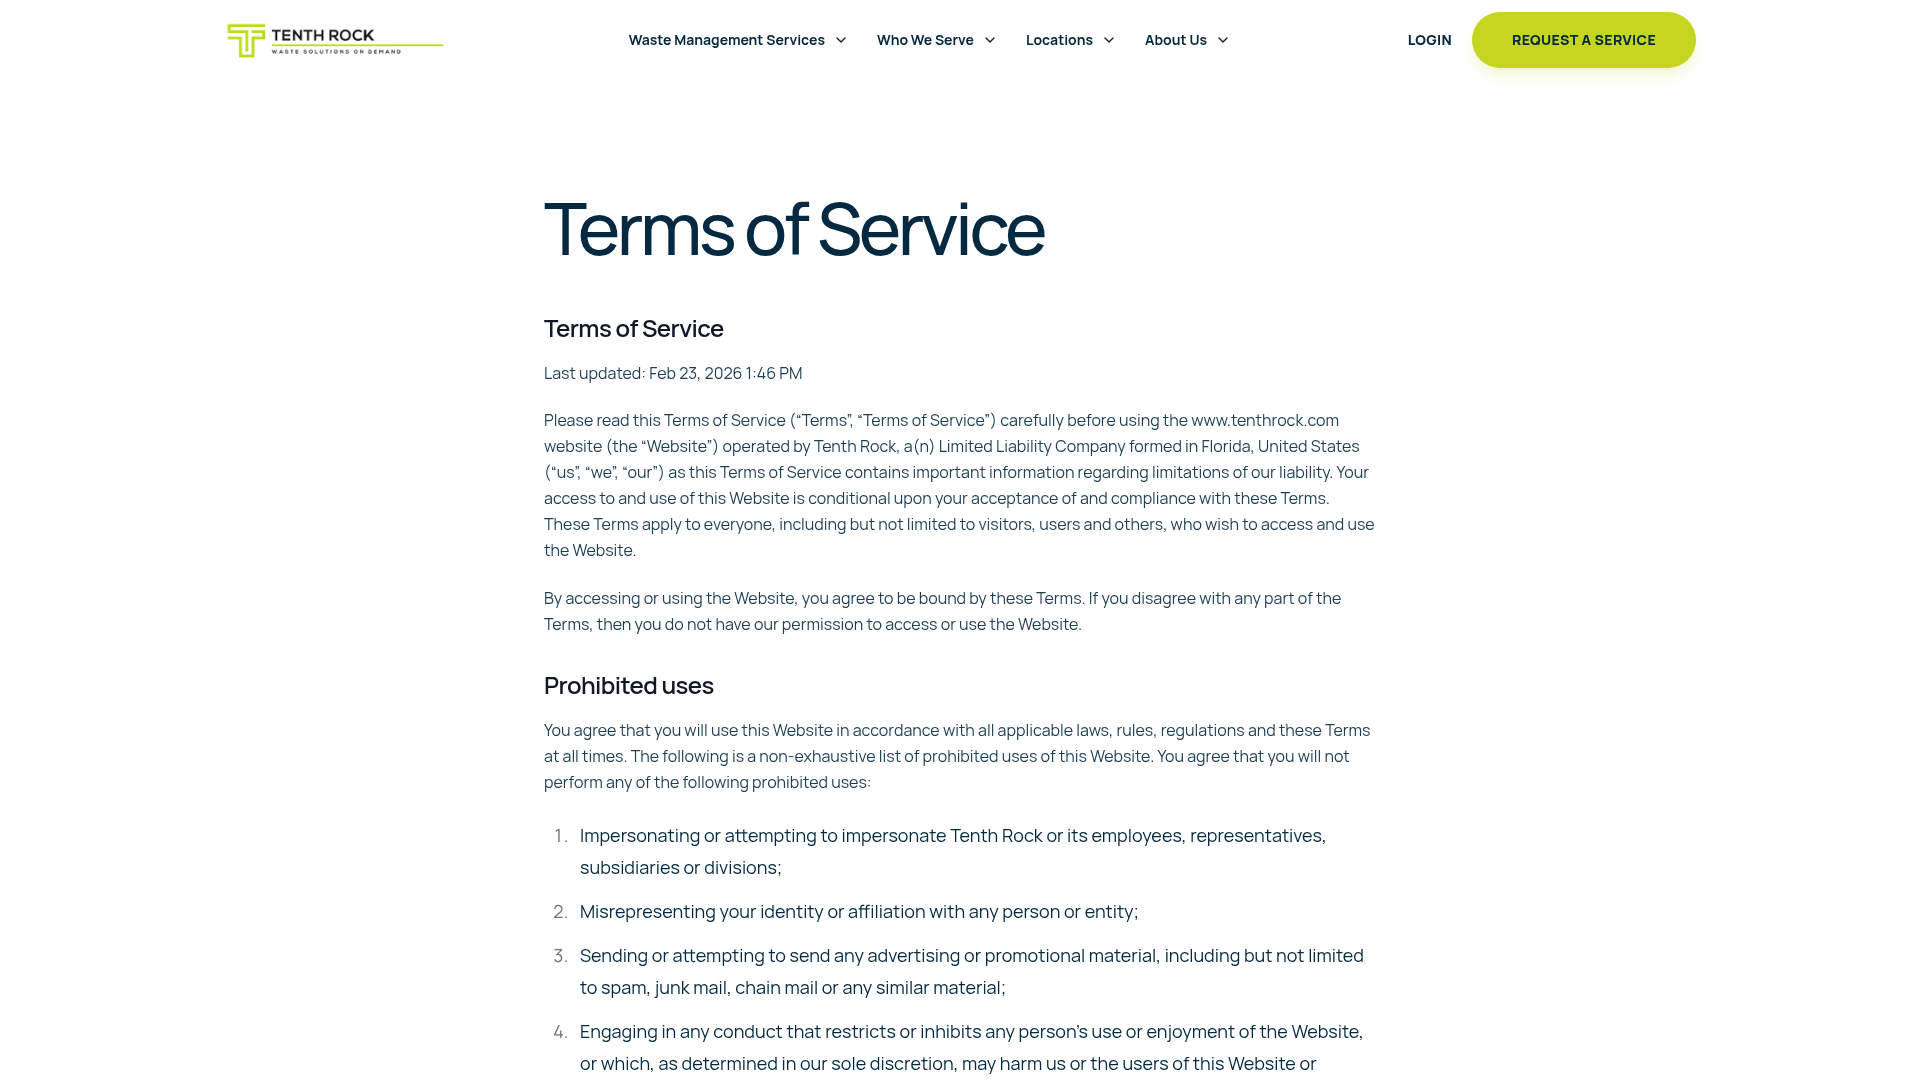 TENTH ROCK
WASTE SOLUTIONS ON DEMAND
Waste Management Services
Who We Serve
Locations
About Us
LOGIN
REQUEST A SERVICE
Terms of Service
Terms of Service
Last updated: Feb 23, 2026 1:46 PM
Please read this Terms of Service (“Terms”, “Terms of Service”) carefully before using the www.tenthrock.com
website (the “Website”) operated by Tenth Rock, a(n) Limited Liability Company formed in Florida, United States
(“us”, “we”, “our”) as this Terms of Service contains important information regarding limitations of our liability. Your
access to and use of this Website is conditional upon your acceptance of and compliance with these Terms.
These Terms apply to everyone, including but not limited to visitors, users and others, who wish to access and use
the Website.
By accessing or using the Website, you agree to be bound by these Terms. If you disagree with any part of the
Terms, then you do not have our permission to access or use the Website.
Prohibited uses
You agree that you will use this Website in accordance with all applicable laws, rules, regulations and these Terms
at all times. The following is a non-exhaustive list of prohibited uses of this Website. You agree that you will not
perform any of the following prohibited uses:
1. Impersonating or attempting to impersonate Tenth Rock or its employees, representatives,
subsidiaries or divisions;
2. Misrepresenting your identity or affiliation with any person or entity;
3. Sending or attempting to send any advertising or promotional material, including but not limited
to spam, junk mail, chain mail or any similar material;
4. Engaging in any conduct that restricts or inhibits any person’s use or enjoyment of the Website,
or which, as determined in our sole discretion, may harm us or the users of this Website or